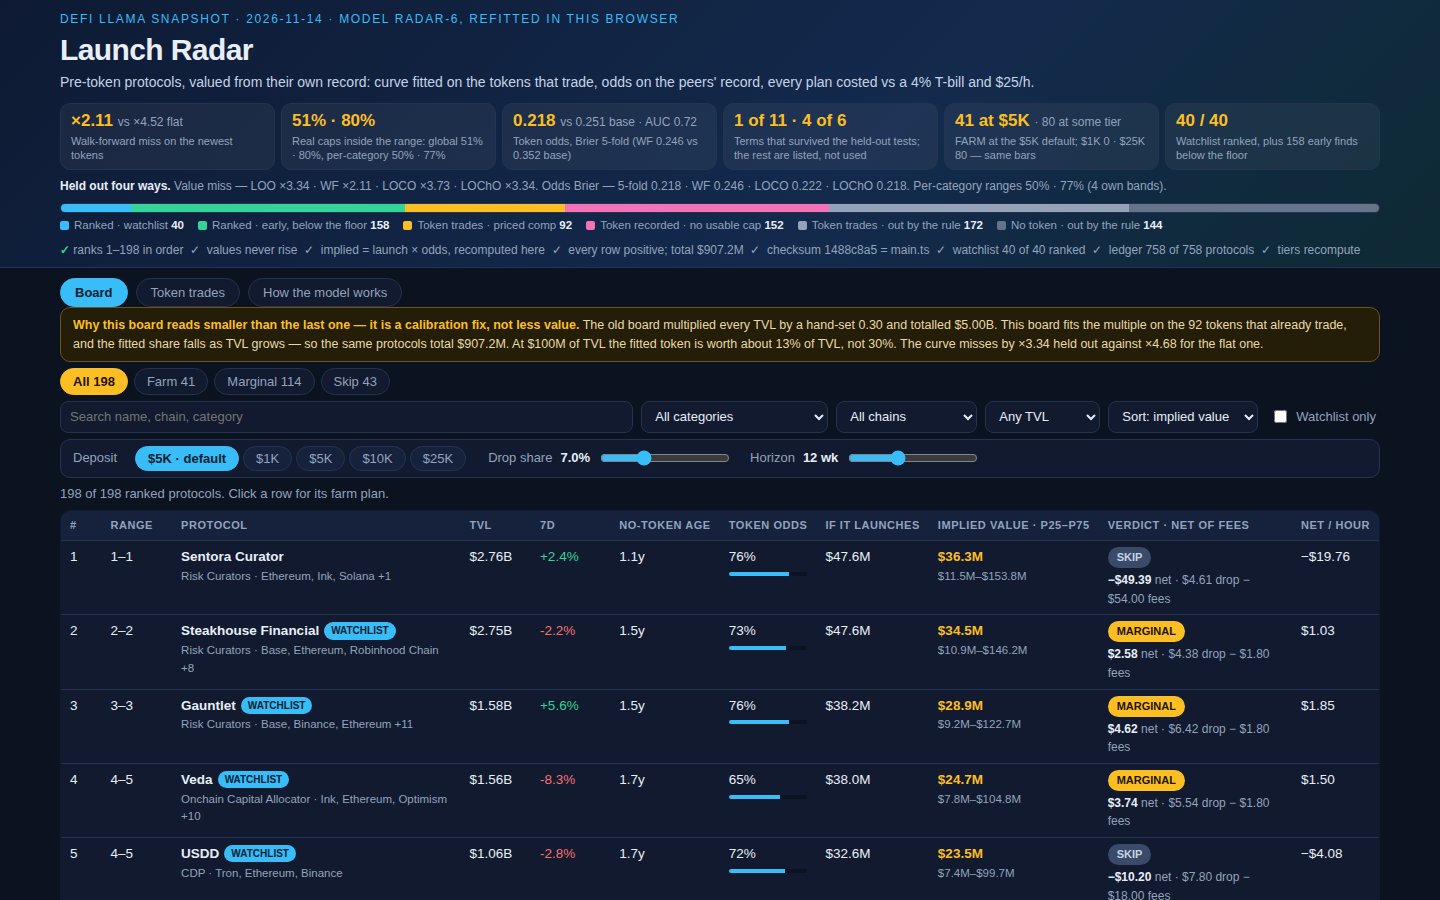 DEFI LLAMA SNAPSHOT · 2026-11-14 · MODEL RADAR-6, REFITTED IN THIS BROWSER
Launch Radar
Pre-token protocols, valued from their own record: curve fitted on the tokens that trade, odds on the peers' record, every plan costed vs a 4% T-bill and $25/h.
×2.11 vs ×4.52 flat
Walk-forward miss on the newest
tokens
51% · 80%
Real caps inside the range: global 51%
· 80%, per-category 50% · 77%
0.218 vs 0.251 base · AUC 0.72
Token odds, Brier 5-fold (WF 0.246 vs
0.352 base)
1 of 11 · 4 of 6
Terms that survived the held-out tests;
the rest are listed, not used
41 at $5K · 80 at some tier
FARM at the $5K default; $1K 0 · $25K
80 — same bars
40 / 40
Watchlist ranked, plus 158 early finds
below the floor
Held out four ways. Value miss — LOO ×3.34 · WF ×2.11 · LOCO ×3.73 · LOChO ×3.34. Odds Brier — 5-fold 0.218 · WF 0.246 · LOCO 0.222 · LOChO 0.218. Per-category ranges 50% · 77% (4 own bands).
Ranked · watchlist 40
Ranked · early, below the floor 158
Token trades · priced comp 92
Token recorded · no usable cap 152
Token trades · out by the rule 172
No token · out by the rule 144
✓ ranks 1–198 in order ✓ values never rise ✓ implied = launch × odds, recomputed here ✓ every row positive; total $907.2M ✓ checksum 1488c8a5 = main.ts ✓ watchlist 40 of 40 ranked ✓ ledger 758 of 758 protocols ✓ tiers recompute
Board
Token trades
How the model works
Why this board reads smaller than the last one — it is a calibration fix, not less value. The old board multiplied every TVL by a hand-set 0.30 and totalled $5.00B. This board fits the multiple on the 92 tokens that already trade,
and the fitted share falls as TVL grows — so the same protocols total $907.2M. At $100M of TVL the fitted token is worth about 13% of TVL, not 30%. The curve misses by ×3.34 held out against ×4.68 for the flat one.
All 198
Farm 41
Marginal 114
Skip 43
Search name, chain, category
All categories
All chains
Any TVL
Sort: implied value
Watchlist only
Deposit
$5K · default
$1K
$5K
$10K
$25K
Drop share 7.0%
Horizon 12 wk
198 of 198 ranked protocols. Click a row for its farm plan.
# RANGE PROTOCOL TVL 7D NO-TOKEN AGE TOKEN ODDS IF IT LAUNCHES IMPLIED VALUE · P25–P75 VERDICT · NET OF FEES NET / HOUR
1 1–1 Sentora Curator $2.76B +2.4% 1.1y 76% $47.6M $36.3M SKIP −$19.76
Risk Curators · Ethereum, Ink, Solana +1 $11.5M–$153.8M −$49.39 net · $4.61 drop −
$54.00 fees
2 2–2 Steakhouse Financial WATCHLIST $2.75B -2.2% 1.5y 73% $47.6M $34.5M MARGINAL $1.03
Risk Curators · Base, Ethereum, Robinhood Chain $10.9M–$146.2M $2.58 net · $4.38 drop − $1.80
+8 fees
3 3–3 Gauntlet WATCHLIST $1.58B +5.6% 1.5y 76% $38.2M $28.9M MARGINAL $1.85
Risk Curators · Base, Binance, Ethereum +11 $9.2M–$122.7M $4.62 net · $6.42 drop − $1.80
fees
4 4–5 Veda WATCHLIST $1.56B -8.3% 1.7y 65% $38.0M $24.7M MARGINAL $1.50
Onchain Capital Allocator · Ink, Ethereum, Optimism $7.8M–$104.8M $3.74 net · $5.54 drop − $1.80
+10 fees
5 4–5 USDD WATCHLIST $1.06B -2.8% 1.7y 72% $32.6M $23.5M SKIP −$4.08
CDP · Tron, Ethereum, Binance $7.4M–$99.7M −$10.20 net · $7.80 drop −
$18.00 fees